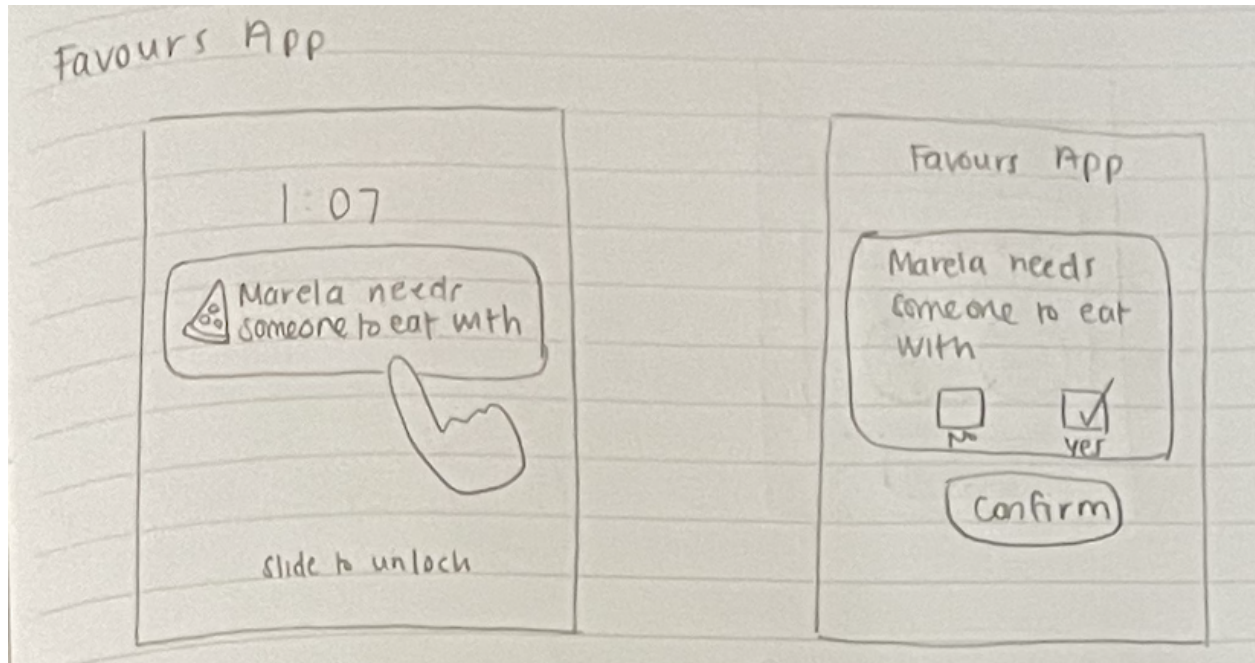 Favours App
1:07
Marela needs
someone to eat with
slide to unlock
Favours App
Marela needs
someone to eat
with
No
yes
Confirm